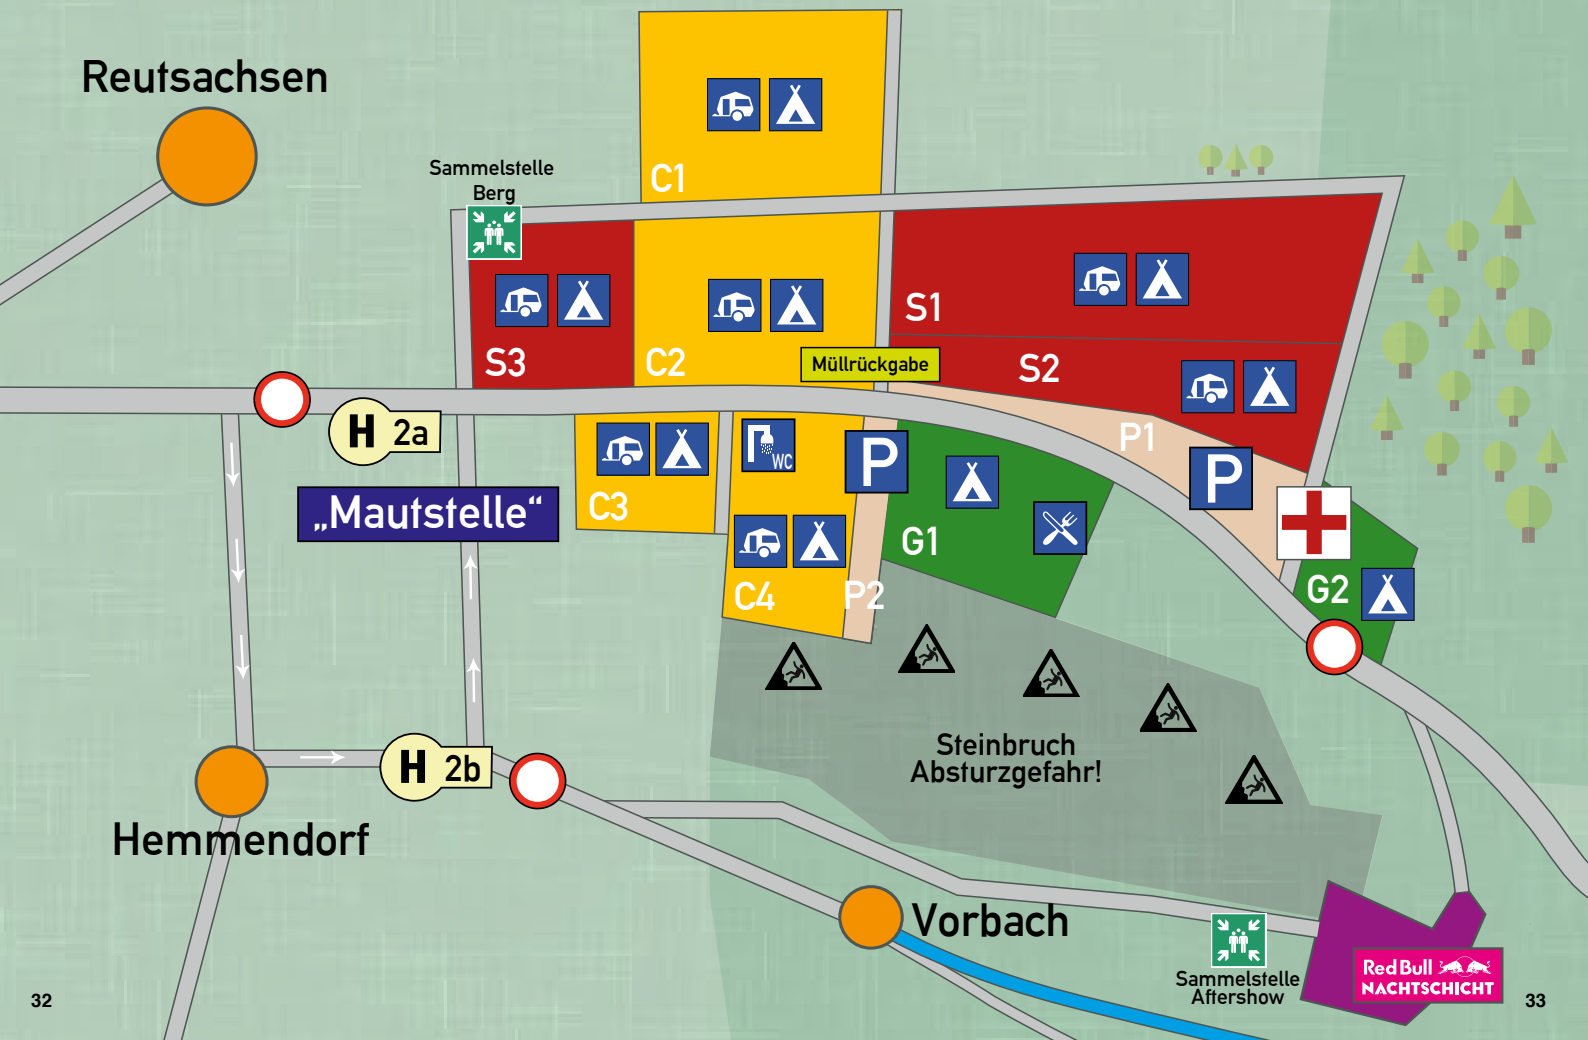 Reutsachsen
Sammelstelle
Berg
C1
S1
S2
S3
C2
Müllrückgabe
H 2a
P1
P
P
WC
„Mautstelle“
C3
G1
C4
P2
G2
Steinbruch
Absturzgefahr!
H 2b
Hemmendorf
Vorbach
Sammelstelle
Aftershow
Red Bull
NACHTSCHICHT
32
33